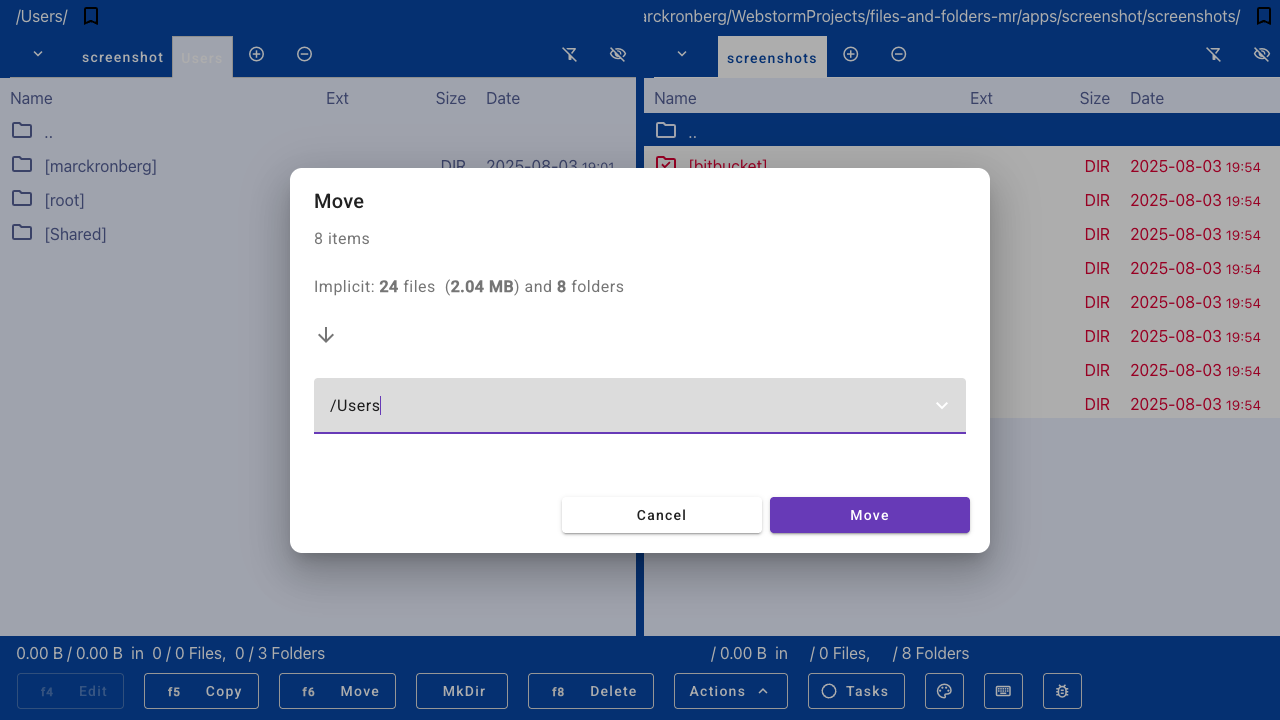 /Users/
arckronberg/WebstormProjects/files-and-folders-mr/apps/screenshot/screenshots/
screenshot
Users
screenshots
Name Ext Size Date
Name Ext Size Date
..
..
[marckronberg] DIR 2025-08-03 19:01
[bitbucket] DIR 2025-08-03 19:54
[root]
DIR 2025-08-03 19:54
[Shared]
DIR 2025-08-03 19:54
DIR 2025-08-03 19:54
DIR 2025-08-03 19:54
DIR 2025-08-03 19:54
DIR 2025-08-03 19:54
DIR 2025-08-03 19:54
Move
8 items
Implicit: 24 files (2.04 MB) and 8 folders
/Users
Cancel
Move
0.00 B / 0.00 B in 0 / 0 Files, 0 / 3 Folders
/ 0.00 B in / 0 Files, / 8 Folders
f4 Edit
f5 Copy
f6 Move
MkDir
f8 Delete
Actions
Tasks